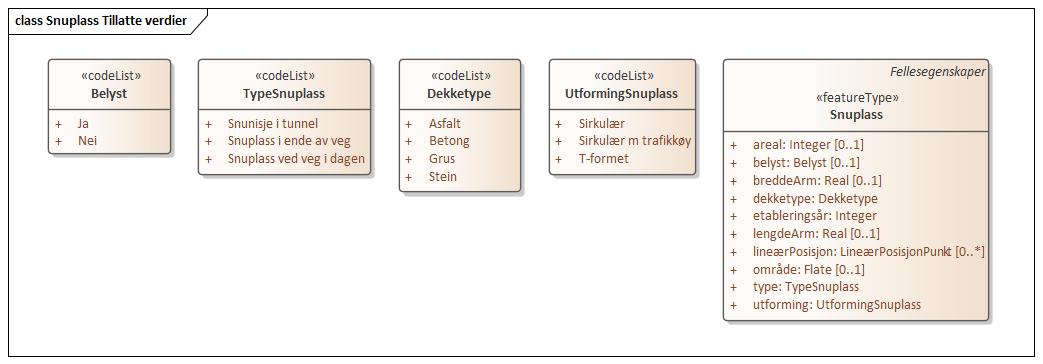 class Snuplass Tillatte verdier
«codeList»
Belyst
+ Ja
+ Nei
«codeList»
TypeSnuplass
+ Snunisje i tunnel
+ Snuplass i ende av veg
+ Snuplass ved veg i dagen
«codeList»
Dekketype
+ Asfalt
+ Betong
+ Grus
+ Stein
«codeList»
UtformingSnuplass
+ Sirkulær
+ Sirkulær m trafikkøy
+ T-formet
Fellesegenskaper
«featureType»
Snuplass
+ areal: Integer [0..1]
+ belyst: Belyst [0..1]
+ breddeArm: Real [0..1]
+ dekketype: Dekketype
+ etableringsår: Integer
+ lengdeArm: Real [0..1]
+ lineærPosisjon: LineærPosisjonPunkt [0..*]
+ område: Flate [0..1]
+ type: TypeSnuplass
+ utforming: UtformingSnuplass